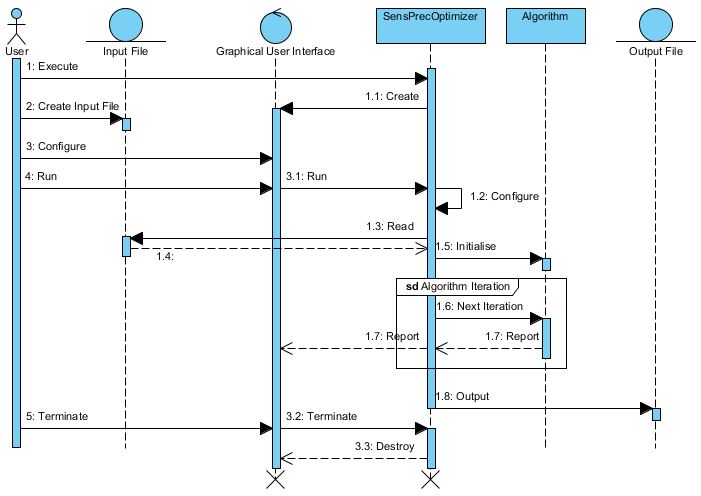 SensPrecOptimizer
Algorithm
User
Input File
Graphical User Interface
Output File
1: Execute
1.1: Create
2: Create Input File
3: Configure
4: Run
3.1: Run
1.2: Configure
1.3: Read
1.4:
1.5: Initialise
sd Algorithm Iteration
1.6: Next Iteration
1.7: Report
1.7: Report
1.8: Output
5: Terminate
3.2: Terminate
3.3: Destroy